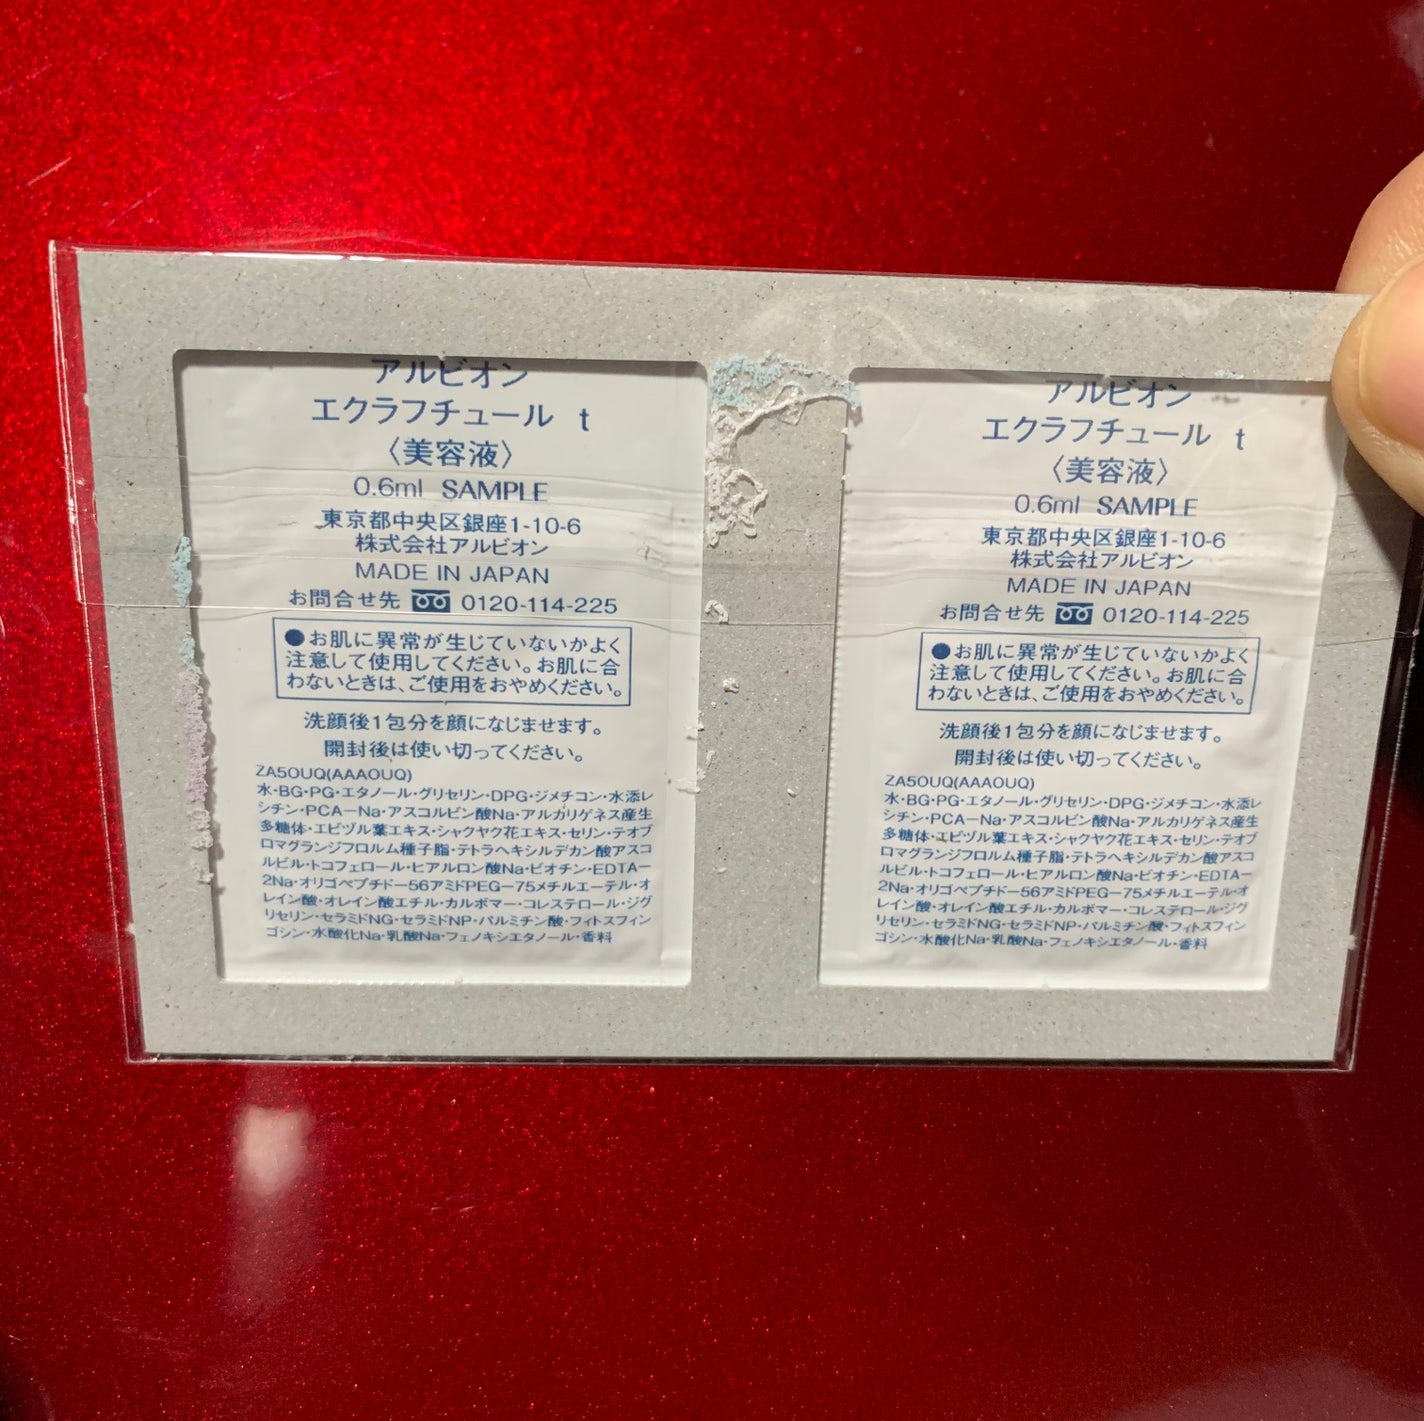 アルビオン
エクラフチュール t
〈美容液〉
0.6ml SAMPLE
東京都中央区銀座1-10-6
株式会社アルビオン
MADE IN JAPAN
お問合せ先 0120-114-225
●お肌に異常が生じていないかよく
注意して使用してください。お肌に合
わないときは、ご使用をおやめください。
洗顔後1包分を顔になじませます。
開封後は使い切ってください。
ZA5OUQ(AAAOUQ)
水・BG・PG・エタノール・グリセリン・DPG・ジメチコン・水添レ
シチン・PCA-Na・アスコルビン酸Na・アルカリゲネス産生
多糖体・エビヅル葉エキス・シャクヤク花エキス・セリン・テオブ
ロマグランジフロルム種子脂・テトラヘキシルデカン酸アスコ
ルビル・トコフェロール・ヒアルロン酸Na・ビオチン・EDTA-
2Na・オリゴペプチド-56アミドPEG-75メチルエーテル・オ
レイン酸・オレイン酸エチル・カルボマー・コレステロール・ジグ
リセリン・セラミドNG・セラミドNP・パルミチン酸・フィトスフィン
ゴシン・水酸化Na・乳酸Na・フェノキシエタノール・香料
アルビオン
エクラフチュール t
〈美容液〉
0.6ml SAMPLE
東京都中央区銀座1-10-6
株式会社アルビオン
MADE IN JAPAN
お問合せ先 0120-114-225
●お肌に異常が生じていないかよく
注意して使用してください。お肌に合
わないときは、ご使用をおやめください。
洗顔後1包分を顔になじませます。
開封後は使い切ってください。
ZA5OUQ(AAAOUQ)
水・BG・PG・エタノール・グリセリン・DPG・ジメチコン・水添レ
シチン・PCA-Na・アスコルビン酸Na・アルカリゲネス産生
多糖体・エビヅル葉エキス・シャクヤク花エキス・セリン・テオブ
ロマグランジフロルム種子脂・テトラヘキシルデカン酸アスコ
ルビル・トコフェロール・ヒアルロン酸Na・ビオチン・EDTA-
2Na・オリゴペプチド-56アミドPEG-75メチルエーテル・オ
レイン酸・オレイン酸エチル・カルボマー・コレステロール・ジグ
リセリン・セラミドNG・セラミドNP・パルミチン酸・フィトスフィン
ゴシン・水酸化Na・乳酸Na・フェノキシエタノール・香料